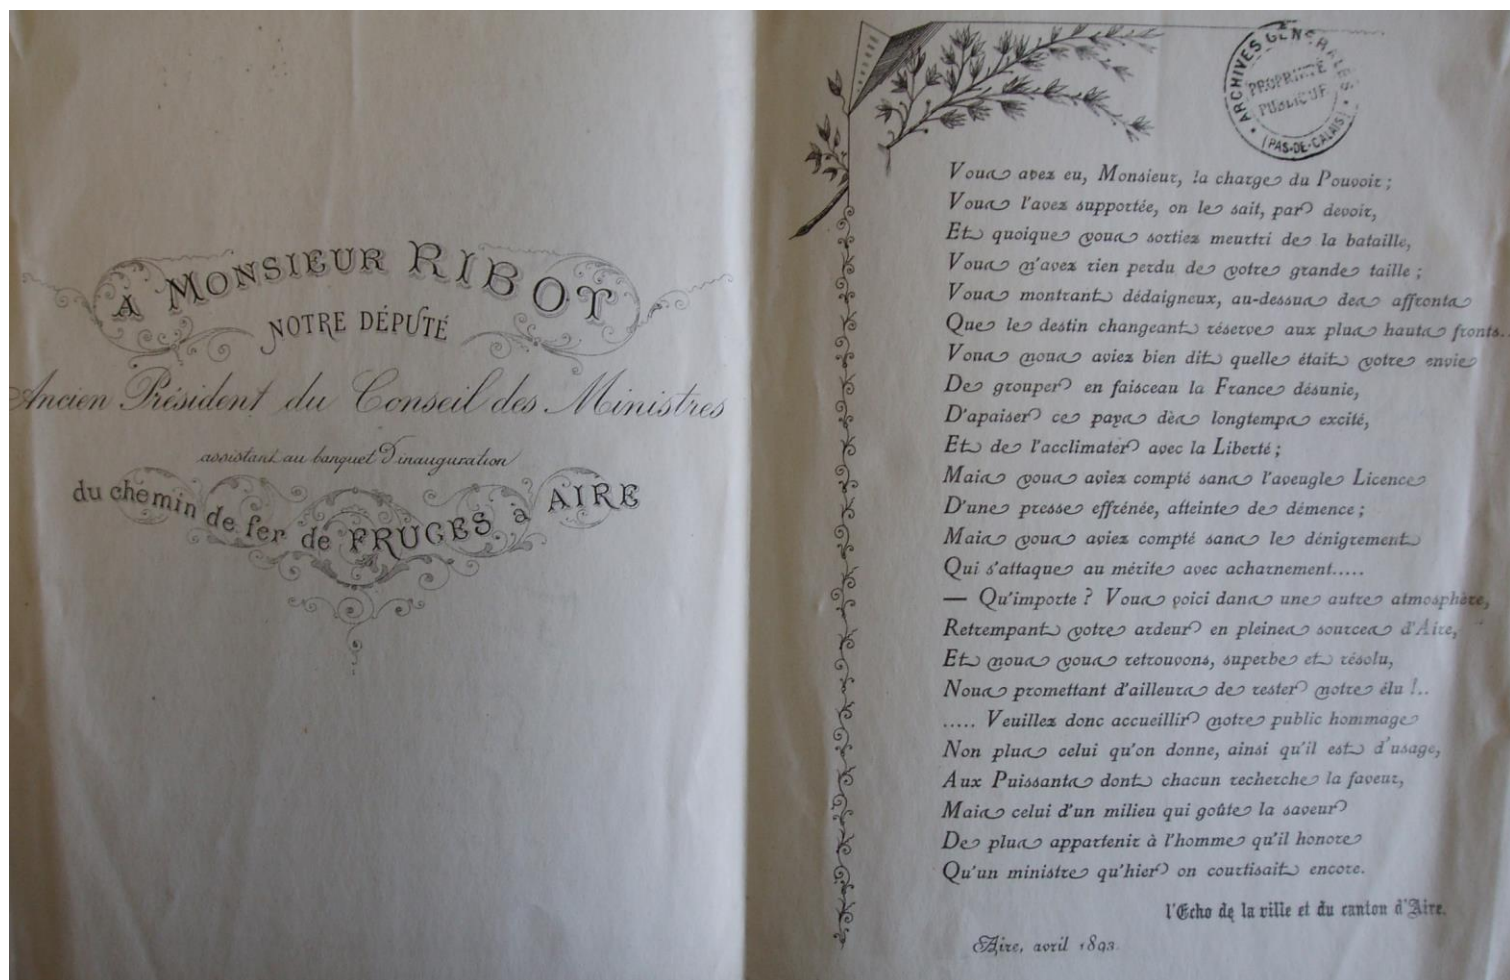 À MONSIEUR RIBOT
NOTRE DÉPUTÉ
Ancien Président du Conseil des Ministres
assistant au banquet d'inauguration
du chemin de fer de FRUGES à AIRE
ARCHIVES GÉNÉRALES
PROPRIÉTÉ
PUBLIQUE
(PAS-DE-CALAIS)
Vous avez eu, Monsieur, la charge du Pouvoir ;
Vous l'avez supportée, on le sait, par devoir,
Et quoique vous sortiez meurtri de la bataille,
Vous n'avez rien perdu de votre grande taille ;
Vous montrant dédaigneux, au-dessus des affronts
Que le destin changeant réserve aux plus hauts fronts...
Vous nous aviez bien dit quelle était votre envie
De grouper en faisceau la France désunie,
D'apaiser ce pays dès longtemps excité,
Et de l'acclimater avec la Liberté ;
Mais vous aviez compté sans l'aveugle Licence
D'une presse effrénée, atteinte de démence ;
Mais vous aviez compté sans le dénigrement
Qui s'attaque au mérite avec acharnement.....
— Qu'importe ? Vous voici dans une autre atmosphère,
Retrempant votre ardeur en pleines sources d'Aire,
Et nous vous retrouvons, superbe et résolu,
Nous promettant d'ailleurs de rester notre élu !..
..... Veuillez donc accueillir notre public hommage
Non plus celui qu'on donne, ainsi qu'il est d'usage,
Aux Puissants dont chacun recherche la faveur,
Mais celui d'un milieu qui goûte la saveur
De plus appartenir à l'homme qu'il honore
Qu'un ministre qu'hier on courtisait encore.
l'Echo de la ville et du canton d'Aire.
Aire, avril 1893.